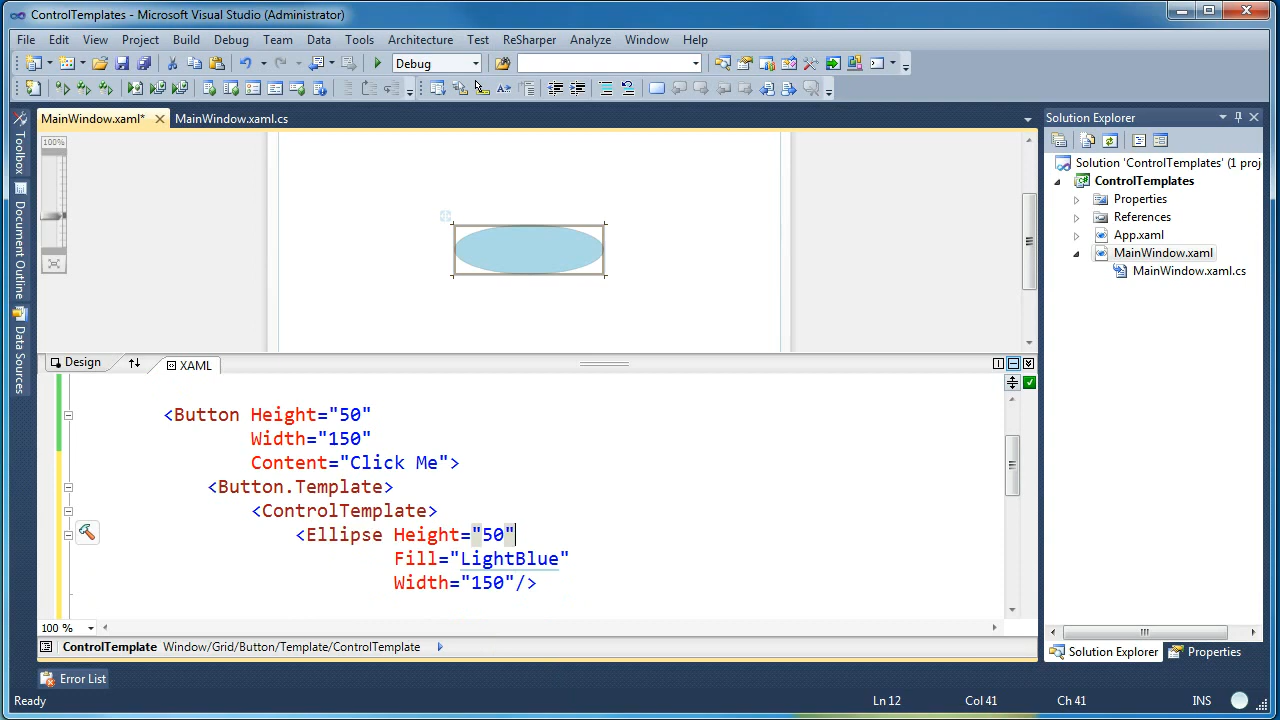 ControlTemplates - Microsoft Visual Studio (Administrator)
File Edit View Project Build Debug Team Data Tools Architecture Test ReSharper Analyze Window Help
Debug
MainWindow.xaml* MainWindow.xaml.cs
Solution Explorer
Toolbox
Document Outline
Data Sources
100%
Solution 'ControlTemplates' (1 proj
ControlTemplates
Properties
References
App.xaml
MainWindow.xaml
MainWindow.xaml.cs
Design XAML
<Button Height="50"
Width="150"
Content="Click Me">
<Button.Template>
<ControlTemplate>
<Ellipse Height="50"
Fill="LightBlue"
Width="150"/>
100 %
ControlTemplate Window/Grid/Button/Template/ControlTemplate
Solution Explorer Properties
Error List
Ready Ln 12 Col 41 Ch 41 INS